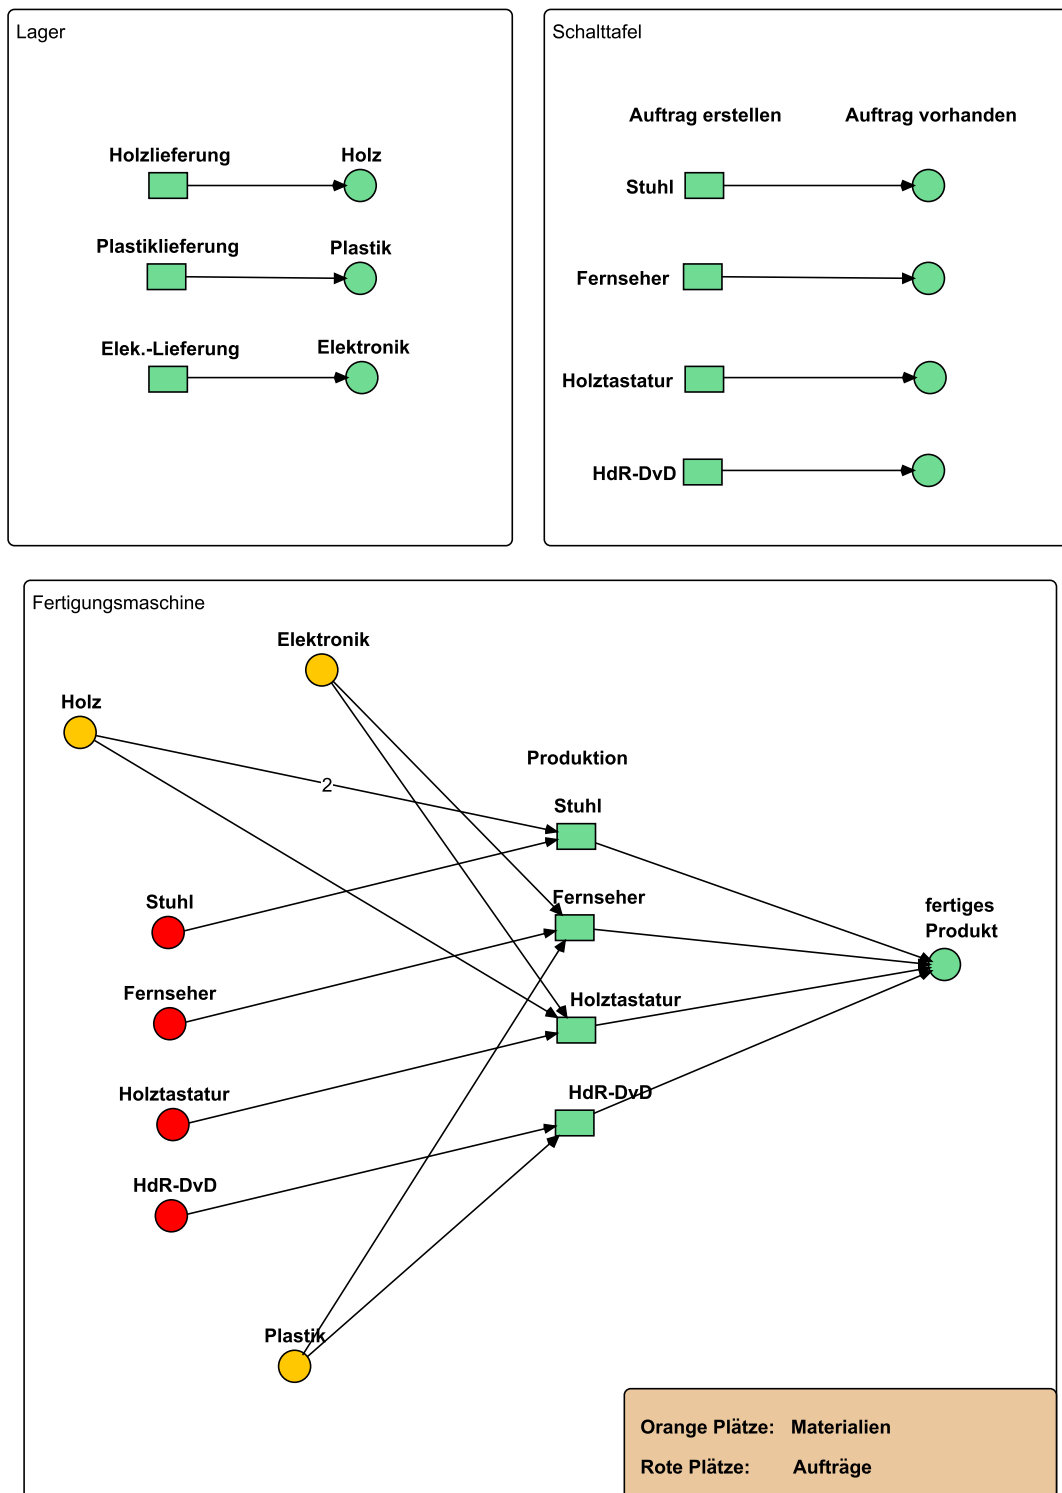 Lager
Holzlieferung
Holz
Plastiklieferung
Plastik
Elek.-Lieferung
Elektronik
Schalttafel
Auftrag erstellen
Auftrag vorhanden
Stuhl
Fernseher
Holztastatur
HdR-DvD
Fertigungsmaschine
Elektronik
Holz
2
Produktion
Stuhl
Stuhl
Fernseher
fertiges
Produkt
Fernseher
Holztastatur
Holztastatur
HdR-DvD
HdR-DvD
Plastik
Orange Plätze: Materialien
Rote Plätze: Aufträge